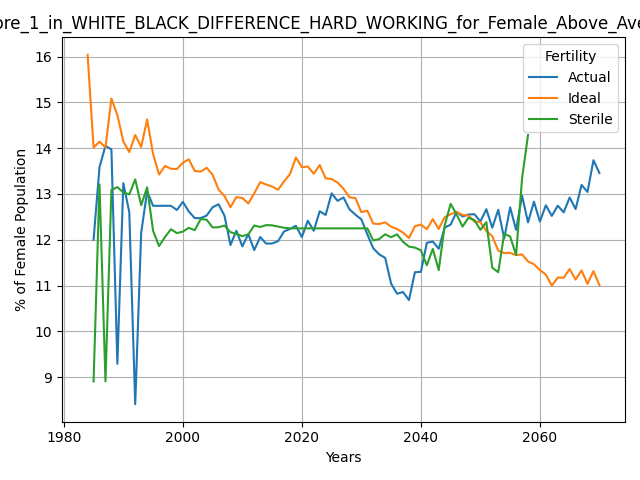 ore_1_in_WHITE_BLACK_DIFFERENCE_HARD_WORKING_for_Female_Above_Ave
Fertility
Actual
Ideal
Sterile
% of Female Population
16
15
14
13
12
11
10
9
1980 2000 2020 2040 2060
Years